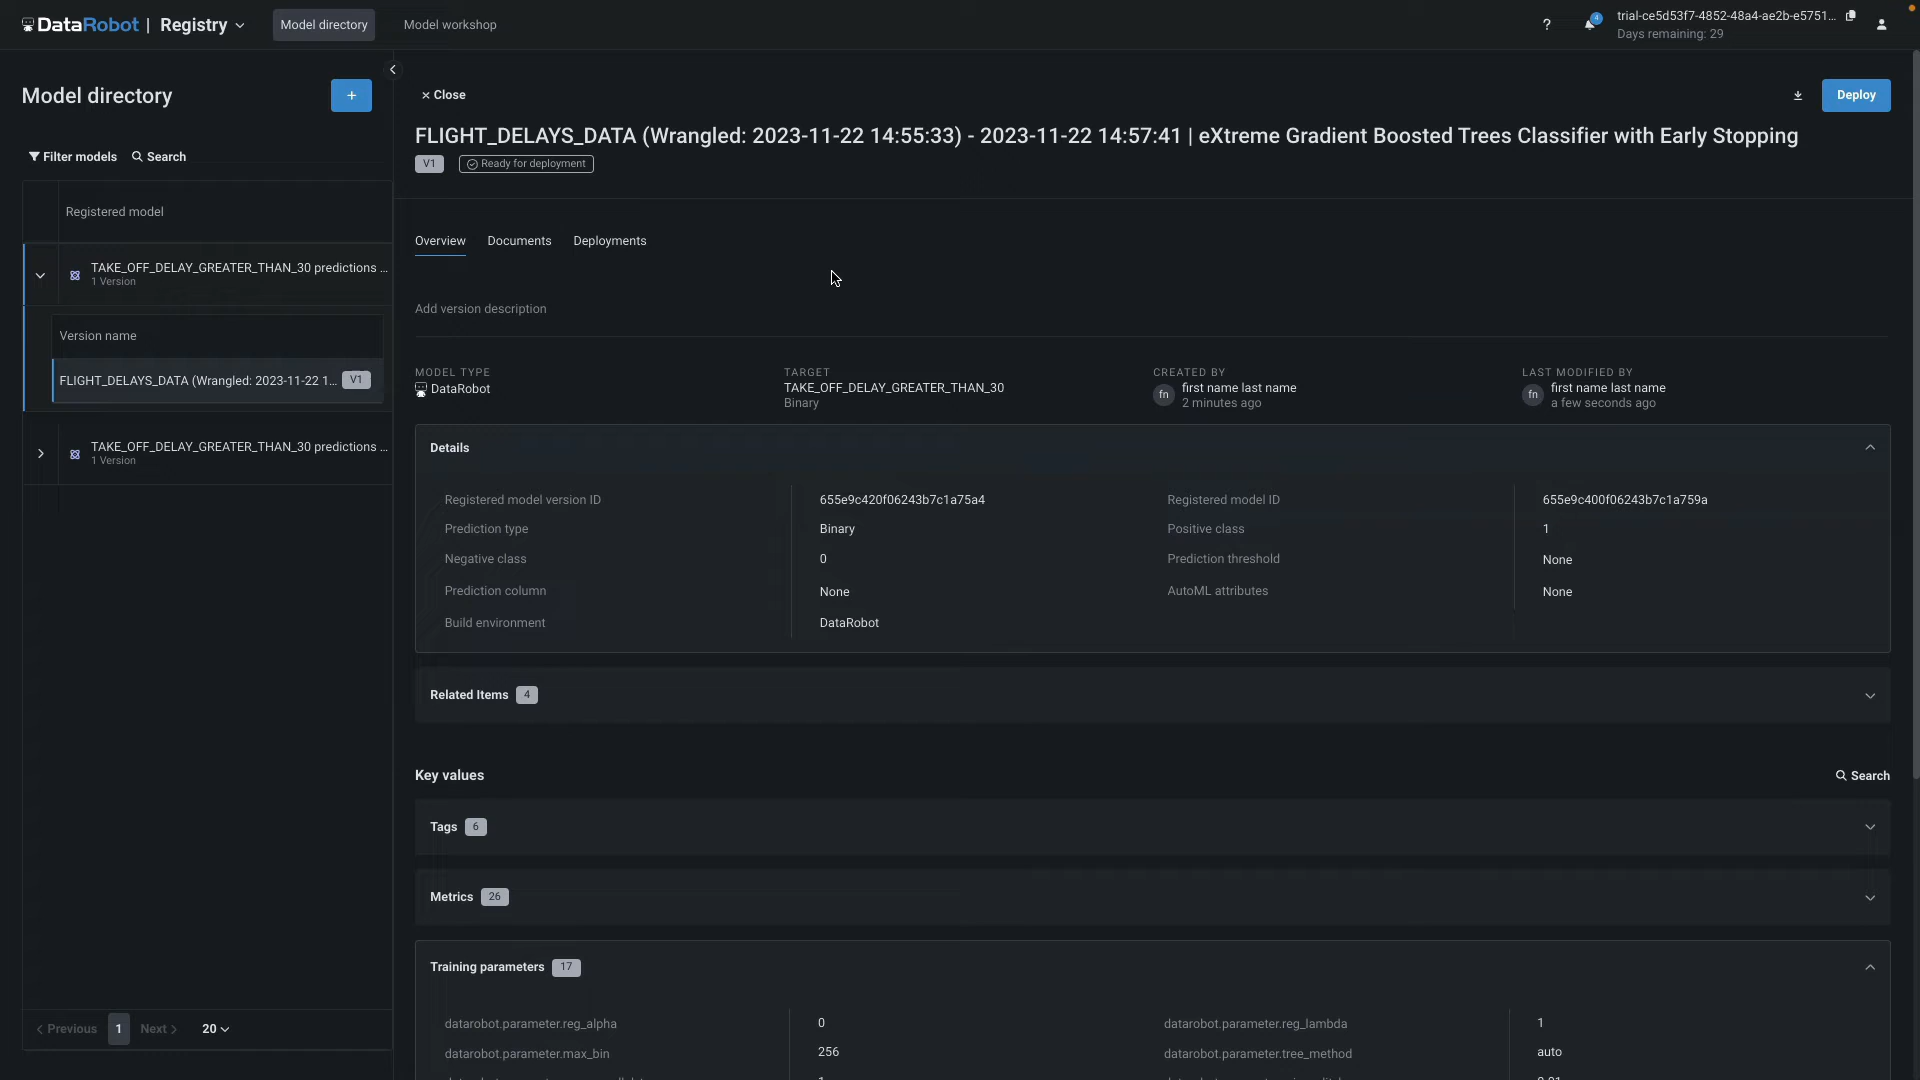 DataRobot | Registry
Model directory
Model workshop
?
4
trial-ce5d53f7-4852-48a4-ae2b-e5751...
Days remaining: 29
Model directory
+
Filter models
Search
Registered model
TAKE_OFF_DELAY_GREATER_THAN_30 predictions ...
1 Version
Version name
FLIGHT_DELAYS_DATA (Wrangled: 2023-11-22 1... V1
TAKE_OFF_DELAY_GREATER_THAN_30 predictions ...
1 Version
Previous 1 Next 20
× Close
Deploy
FLIGHT_DELAYS_DATA (Wrangled: 2023-11-22 14:55:33) - 2023-11-22 14:57:41 | eXtreme Gradient Boosted Trees Classifier with Early Stopping
V1 Ready for deployment
Overview Documents Deployments
Add version description
MODEL TYPE
DataRobot
TARGET
TAKE_OFF_DELAY_GREATER_THAN_30
Binary
CREATED BY
fn first name last name
2 minutes ago
LAST MODIFIED BY
fn first name last name
a few seconds ago
Details
Registered model version ID 655e9c420f06243b7c1a75a4 Registered model ID 655e9c400f06243b7c1a759a
Prediction type Binary Positive class 1
Negative class 0 Prediction threshold None
Prediction column None AutoML attributes None
Build environment DataRobot
Related Items 4
Key values
Search
Tags 6
Metrics 26
Training parameters 17
datarobot.parameter.reg_alpha 0 datarobot.parameter.reg_lambda 1
datarobot.parameter.max_bin 256 datarobot.parameter.tree_method auto